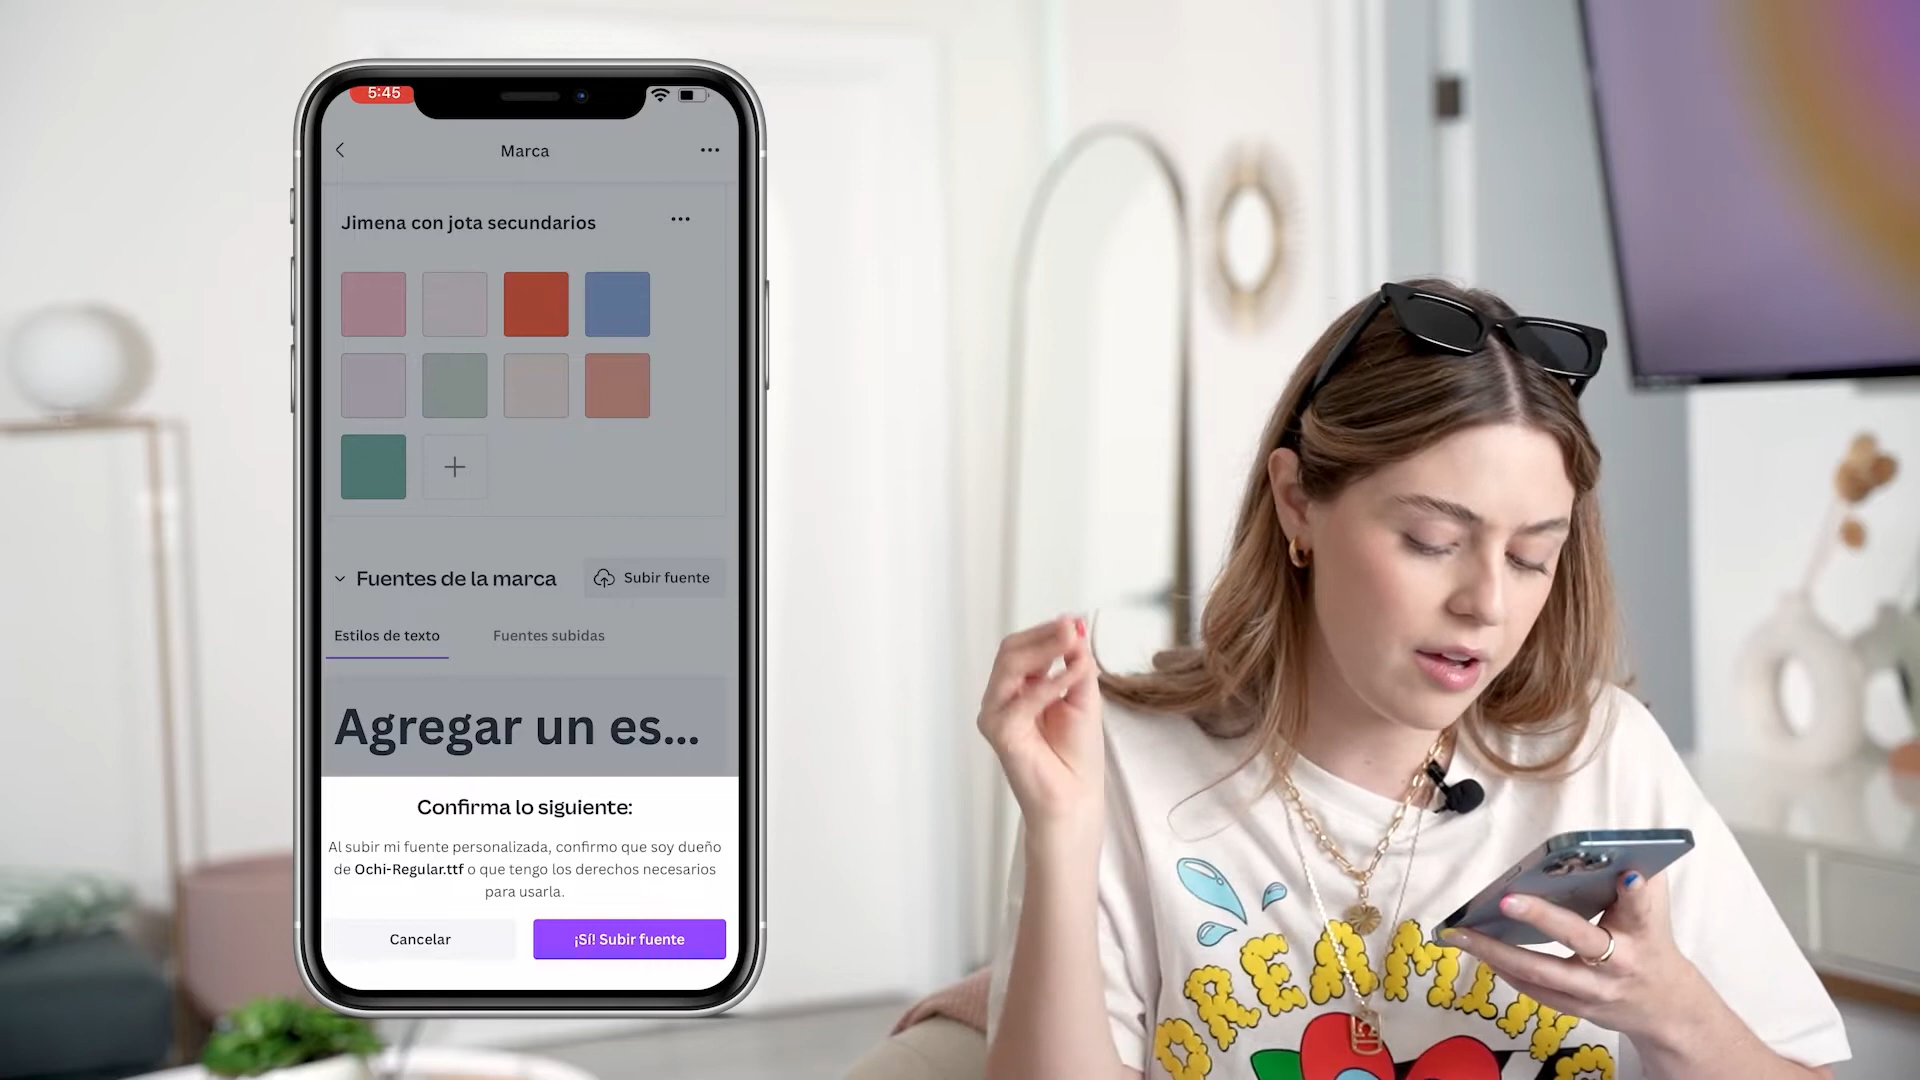 5:45
Marca
Jimena con jota secundarios
Fuentes de la marca
Subir fuente
Estilos de texto
Fuentes subidas
Agregar un es...
Confirma lo siguiente:
Al subir mi fuente personalizada, confirmo que soy dueño
de Ochi-Regular.ttf o que tengo los derechos necesarios
para usarla.
Cancelar
¡Sí! Subir fuente
DREAMING